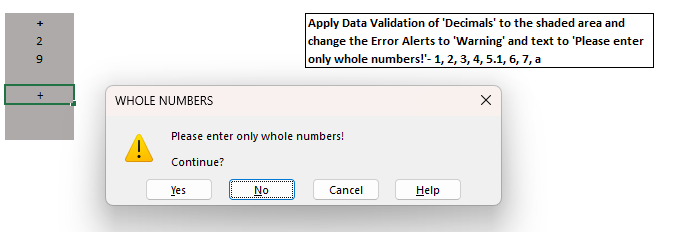 +
2
9
+
Apply Data Validation of 'Decimals' to the shaded area and
change the Error Alerts to 'Warning' and text to 'Please enter
only whole numbers!'- 1, 2, 3, 4, 5.1, 6, 7, a
WHOLE NUMBERS
Please enter only whole numbers!
Continue?
Yes No Cancel Help